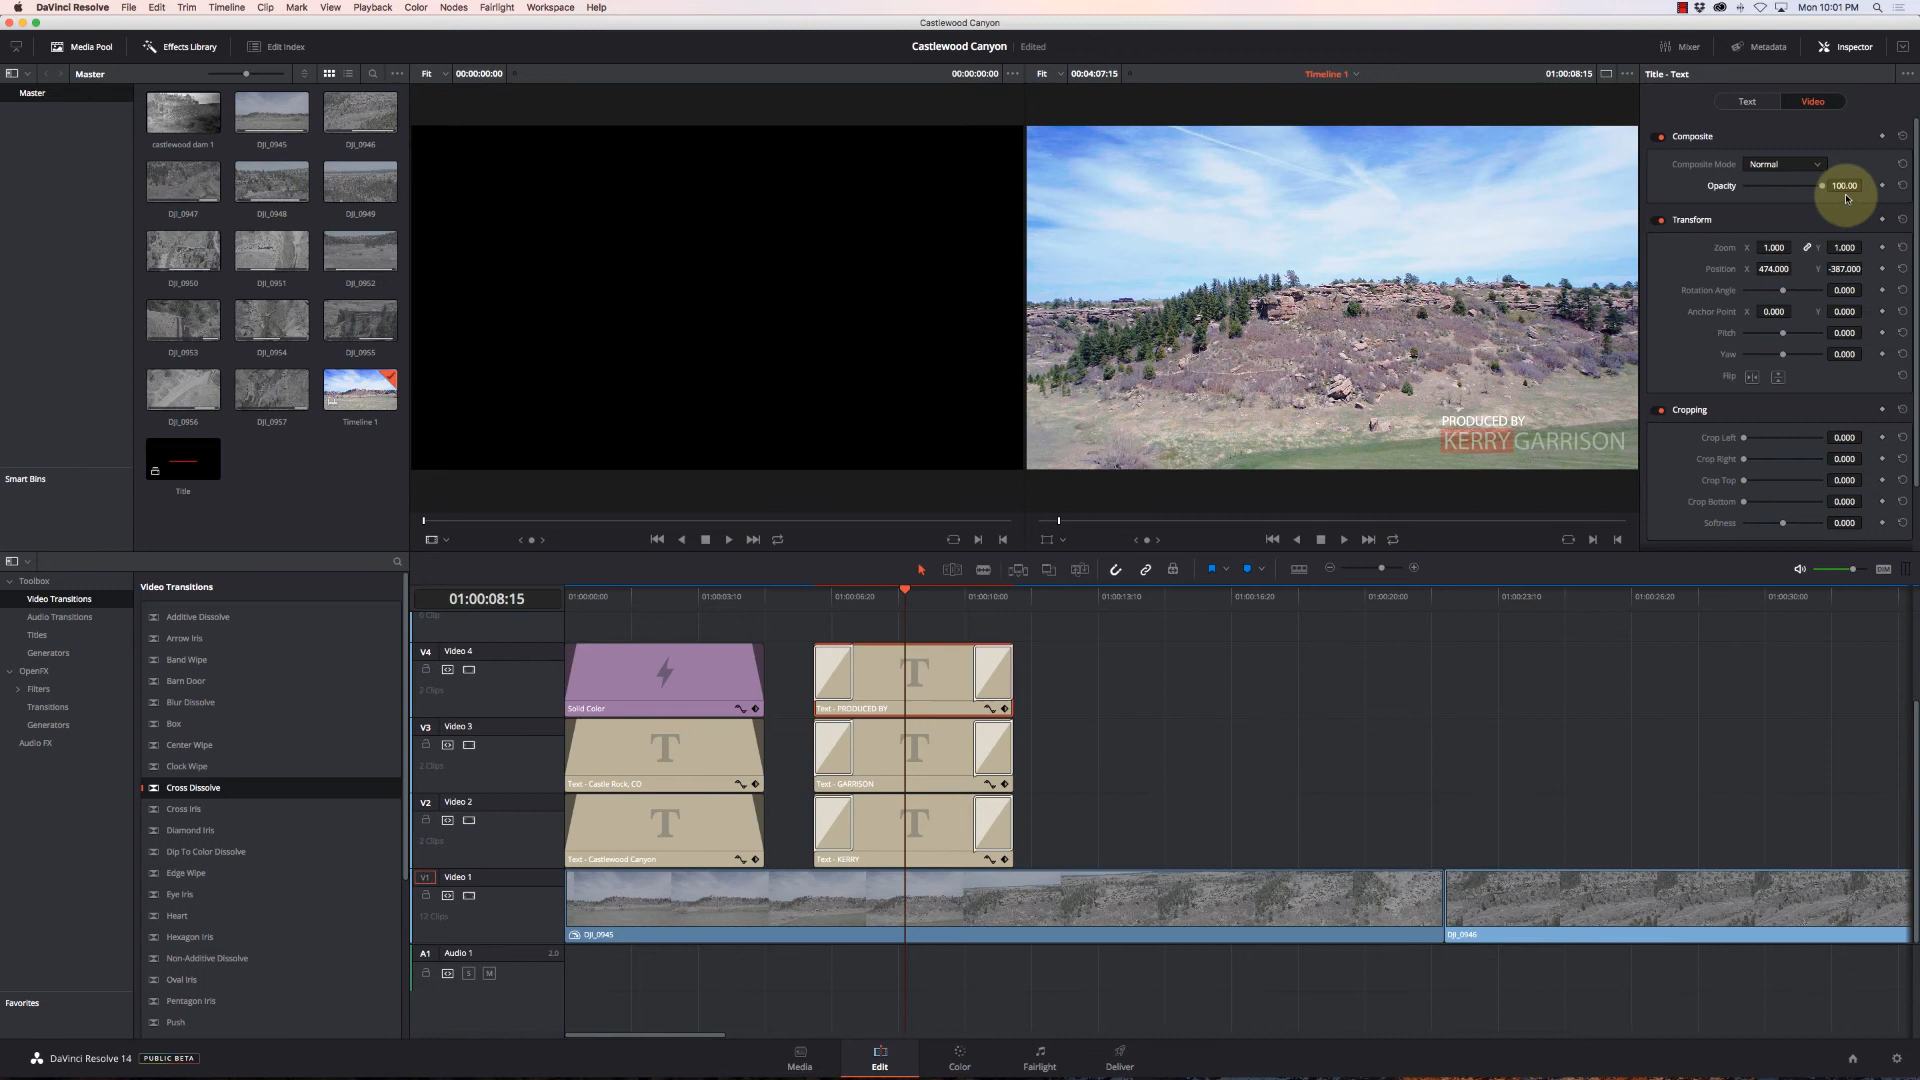 DaVinci Resolve File Edit Trim Timeline Clip Mark View Playback Color Nodes Fairlight Workspace Help Mon 10:01 PM
Castlewood Canyon
Media Pool Effects Library Edit Index Castlewood Canyon Edited Mixer Metadata Inspector
Master Fit 00:00:00:00 00:00:00:00 Fit 00:04:07:15 Timeline 1 01:00:08:15 Title - Text
Master
Text Video
castlewood dam 1 DJI_0945 DJI_0946
DJI_0947 DJI_0948 DJI_0949
DJI_0950 DJI_0951 DJI_0952
DJI_0953 DJI_0954 DJI_0955
DJI_0956 DJI_0957 Timeline 1
Title
Smart Bins
PRODUCED BY
KERRY GARRISON
Composite
Composite Mode Normal
Opacity 100.00
Transform
Zoom X 1.000 Y 1.000
Position X 474.000 Y -387.000
Rotation Angle 0.000
Anchor Point X 0.000 Y 0.000
Pitch 0.000
Yaw 0.000
Flip
Cropping
Crop Left 0.000
Crop Right 0.000
Crop Top 0.000
Crop Bottom 0.000
Softness 0.000
Toolbox
Video Transitions
Audio Transitions
Titles
Generators
OpenFX
Filters
Transitions
Generators
Audio FX
Favorites
Video Transitions
Additive Dissolve
Arrow Iris
Band Wipe
Barn Door
Blur Dissolve
Box
Center Wipe
Clock Wipe
Cross Dissolve
Cross Iris
Diamond Iris
Dip To Color Dissolve
Edge Wipe
Eye Iris
Heart
Hexagon Iris
Non-Additive Dissolve
Oval Iris
Pentagon Iris
Push
DIM
01:00:08:15 01:00:00:00 01:00:03:10 01:00:06:20 01:00:10:00 01:00:13:10 01:00:16:20 01:00:20:00 01:00:23:10 01:00:26:20 01:00:30:00
0 Clip
V4 Video 4
2 Clips
Solid Color Text - PRODUCED BY
V3 Video 3
2 Clips
Text - Castle Rock, CO Text - GARRISON
V2 Video 2
2 Clips
Text - Castlewood Canyon Text - KERRY
V1 Video 1
12 Clips
DJI_0945 DJI_0946
A1 Audio 1 2.0
S M
DaVinci Resolve 14 PUBLIC BETA Media Edit Color Fairlight Deliver